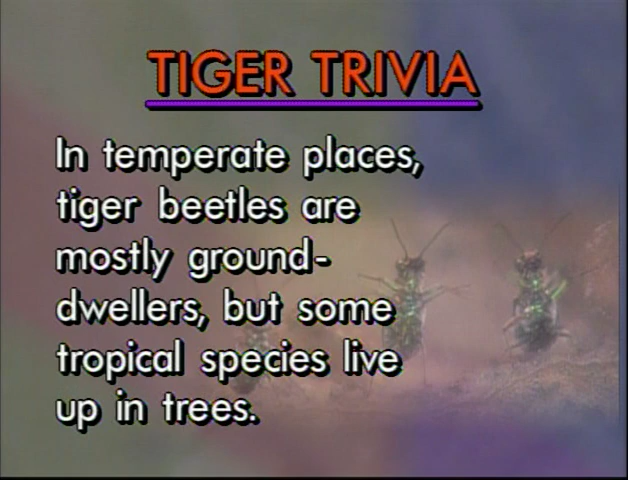 TIGER TRIVIA
In temperate places,
tiger beetles are
mostly ground-
dwellers, but some
tropical species live
up in trees.